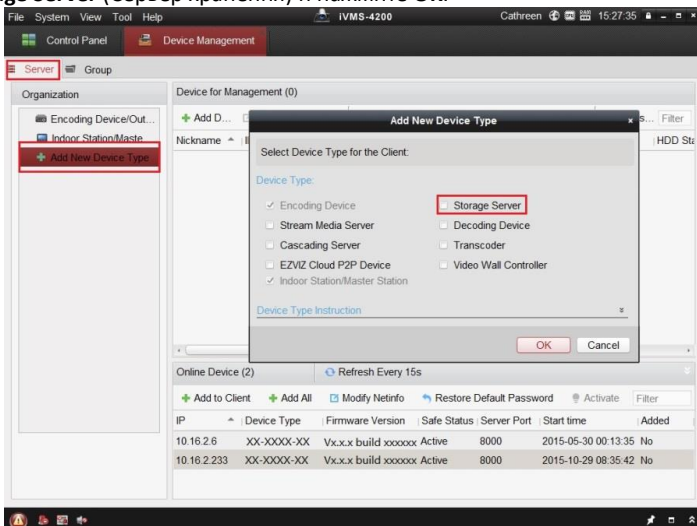 File System View Tool Help iVMS-4200 Cathreen 15:27:35
Control Panel Device Management
Server Group
Organization Device for Management (0)
Encoding Device/Out...
Indoor Station/Maste
Add New Device Type
Add D... Filter
Nickname HDD Sta
Add New Device Type
Select Device Type for the Client:
Device Type:
Encoding Device Storage Server
Stream Media Server Decoding Device
Cascading Server Transcoder
EZVIZ Cloud P2P Device Video Wall Controller
Indoor Station/Master Station
Device Type Instruction
OK Cancel
Online Device (2) Refresh Every 15s
Add to Client Add All Modify Netinfo Restore Default Password Activate Filter
IP Device Type Firmware Version Safe Status Server Port Start time Added
10.16.2.6 XX-XXXX-XX Vx.x.x build xxxxxx Active 8000 2015-05-30 00:13:35 No
10.16.2.233 XX-XXXX-XX Vx.x.x build xxxxxx Active 8000 2015-10-29 08:35:42 No